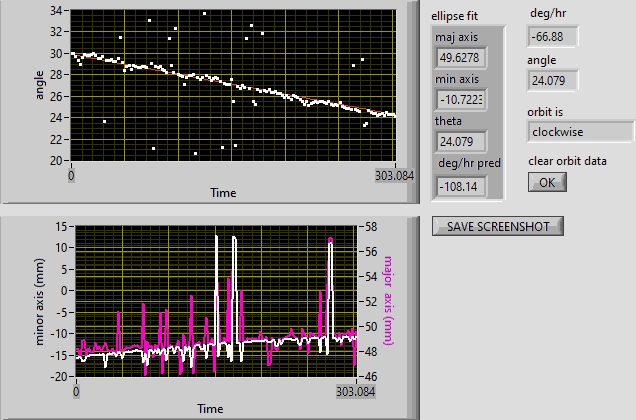 34
32
30
28
26
24
22
20
angle
0
303.084
Time
ellipse fit
maj axis
49.6278
min axis
-10.7223
theta
24.079
deg/hr pred
-108.14
deg/hr
-66.88
angle
24.079
orbit is
clockwise
clear orbit data
OK
SAVE SCREENSHOT
15
10
5
0
-5
-10
-15
-20
minor axis (mm)
58
56
54
52
50
48
46
major axis (mm)
0
303.084
Time